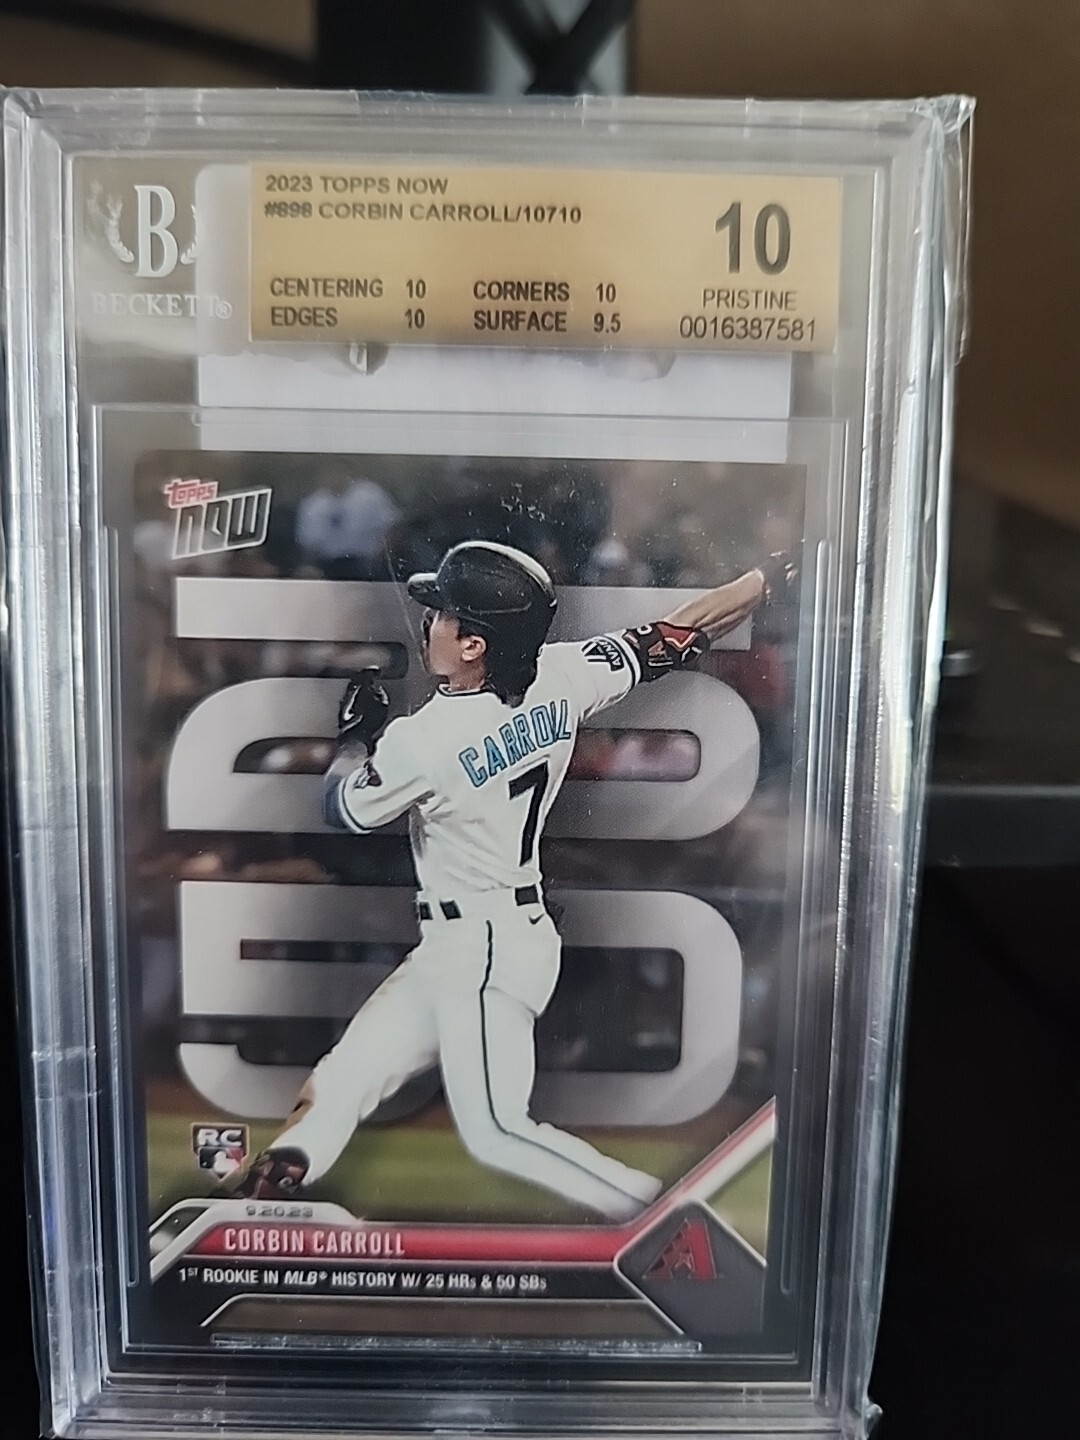 B
BECKETT®
2023 TOPPS NOW
#898 CORBIN CARROLL/10710
CENTERING 10 CORNERS 10
EDGES 10 SURFACE 9.5
10
PRISTINE
0016387581
TOPPS
NOW
CARROLL
7
RC
9.20.23
CORBIN CARROLL
1ST ROOKIE IN MLB® HISTORY W/ 25 HRs & 50 SBs
A